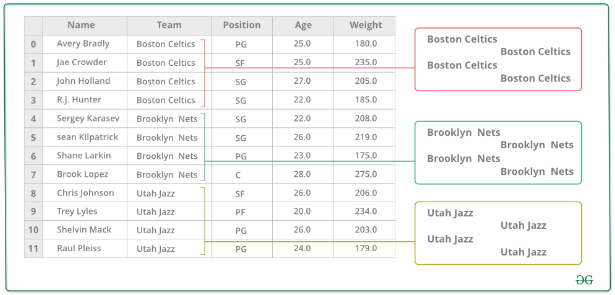 Name Team Position Age Weight
0 Avery Bradly Boston Celtics PG 25.0 180.0
1 Jae Crowder Boston Celtics SF 25.0 235.0
2 John Holland Boston Celtics SG 27.0 205.0
3 R.j. Hunter Boston Celtics SG 22.0 185.0
4 Sergey Karasev Brooklyn Nets SG 22.0 208.0
5 sean Kilpatrick Brooklyn Nets SG 26.0 219.0
6 Shane Larkin Brooklyn Nets PG 23.0 175.0
7 Brook Lopez Brooklyn Nets C 28.0 275.0
8 Chris Johnson Utah Jazz SF 26.0 206.0
9 Trey Lyles Utah Jazz PF 20.0 234.0
10 Shelvin Mack Utah Jazz PG 26.0 203.0
11 Raul Pleiss Utah Jazz PG 24.0 179.0
Boston Celtics
Boston Celtics
Boston Celtics
Boston Celtics
Brooklyn Nets
Brooklyn Nets
Brooklyn Nets
Brooklyn Nets
Utah Jazz
Utah Jazz
Utah Jazz
Utah Jazz